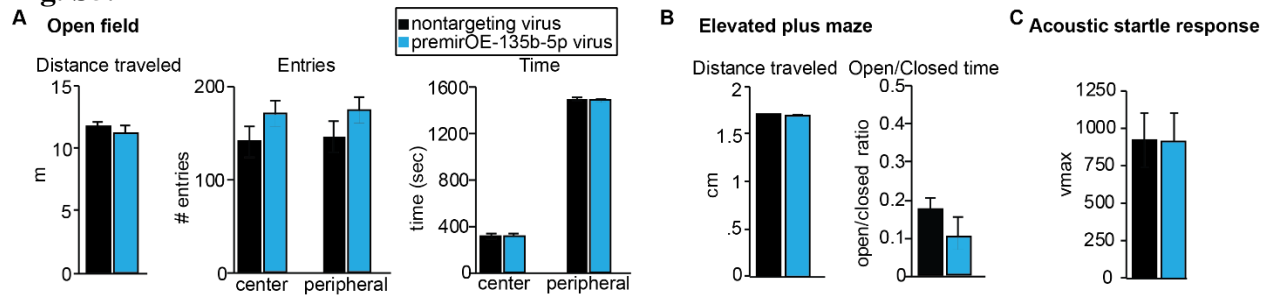 A Open field
nontargeting virus
premirOE-135b-5p virus
Distance traveled
15
10
5
0
m
Entries
200
100
0
# entries
center peripheral
Time
1600
1200
400
0
time (sec)
center peripheral
B Elevated plus maze
Distance traveled
2
1.5
1
.5
0
cm
Open/Closed time
0.5
0.4
0.3
0.2
0.1
0
open/closed ratio
C Acoustic startle response
1250
1000
750
500
250
0
vmax